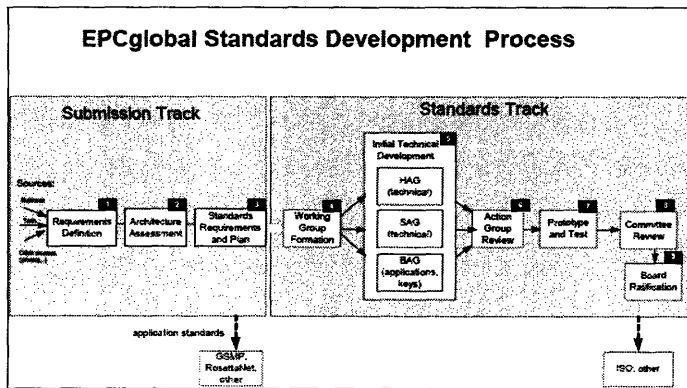 EPCglobal Standards Development Process
Submission Track
Standards Track
Sources:
1
Requirements
Definition
2
Architecture
Assessment
3
Standards
Requirements
and Plan
4
Working
Group
Formation
5
Initial Technical
Development
HAG
(technical)
SAG
(technical)
BAG
(applications,
keys)
6
Action
Group
Review
7
Prototype
and Test
8
Committee
Review
9
Board
Ratification
application standards
GSMP,
RosettaNet,
other
ISO, other